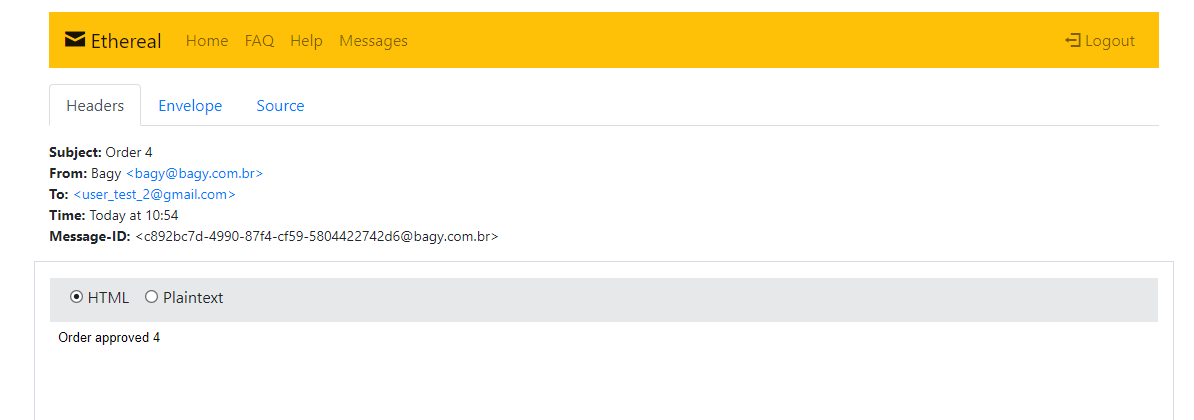 Ethereal Home FAQ Help Messages Logout
Headers Envelope Source
Subject: Order 4
From: Bagy <bagy@bagy.com.br>
To: <user_test_2@gmail.com>
Time: Today at 10:54
Message-ID: <c892bc7d-4990-87f4-cf59-5804422742d6@bagy.com.br>
HTML Plaintext
Order approved 4